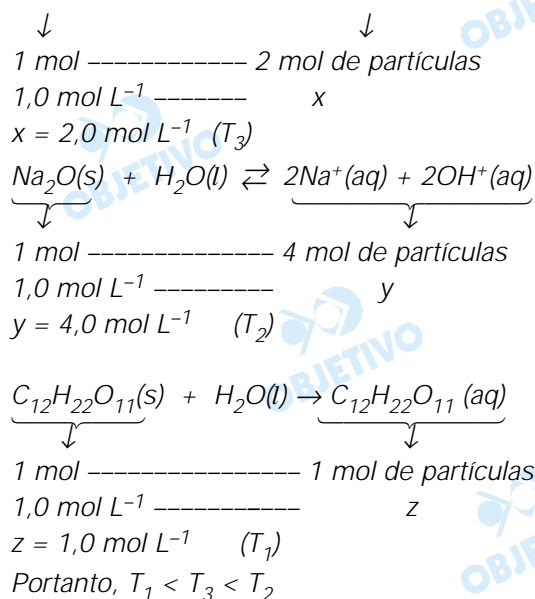 ↓ ↓
1 mol –––––––––––– 2 mol de partículas
1,0 mol L⁻¹ ––––––– x
x = 2,0 mol L⁻¹ (T₃)
Na₂O(s) + H₂O(l) ⇄ 2Na⁺(aq) + 2OH⁺(aq)
↓ ↓
1 mol –––––––––––––– 4 mol de partículas
1,0 mol L⁻¹ ––––––––– y
y = 4,0 mol L⁻¹ (T₂)
C₁₂H₂₂O₁₁(s) + H₂O(l) → C₁₂H₂₂O₁₁ (aq)
↓ ↓
1 mol –––––––––––––––– 1 mol de partículas
1,0 mol L⁻¹ ––––––––––– z
z = 1,0 mol L⁻¹ (T₁)
Portanto, T₁ < T₃ < T₂
OBJETIVO
OBJETIVO